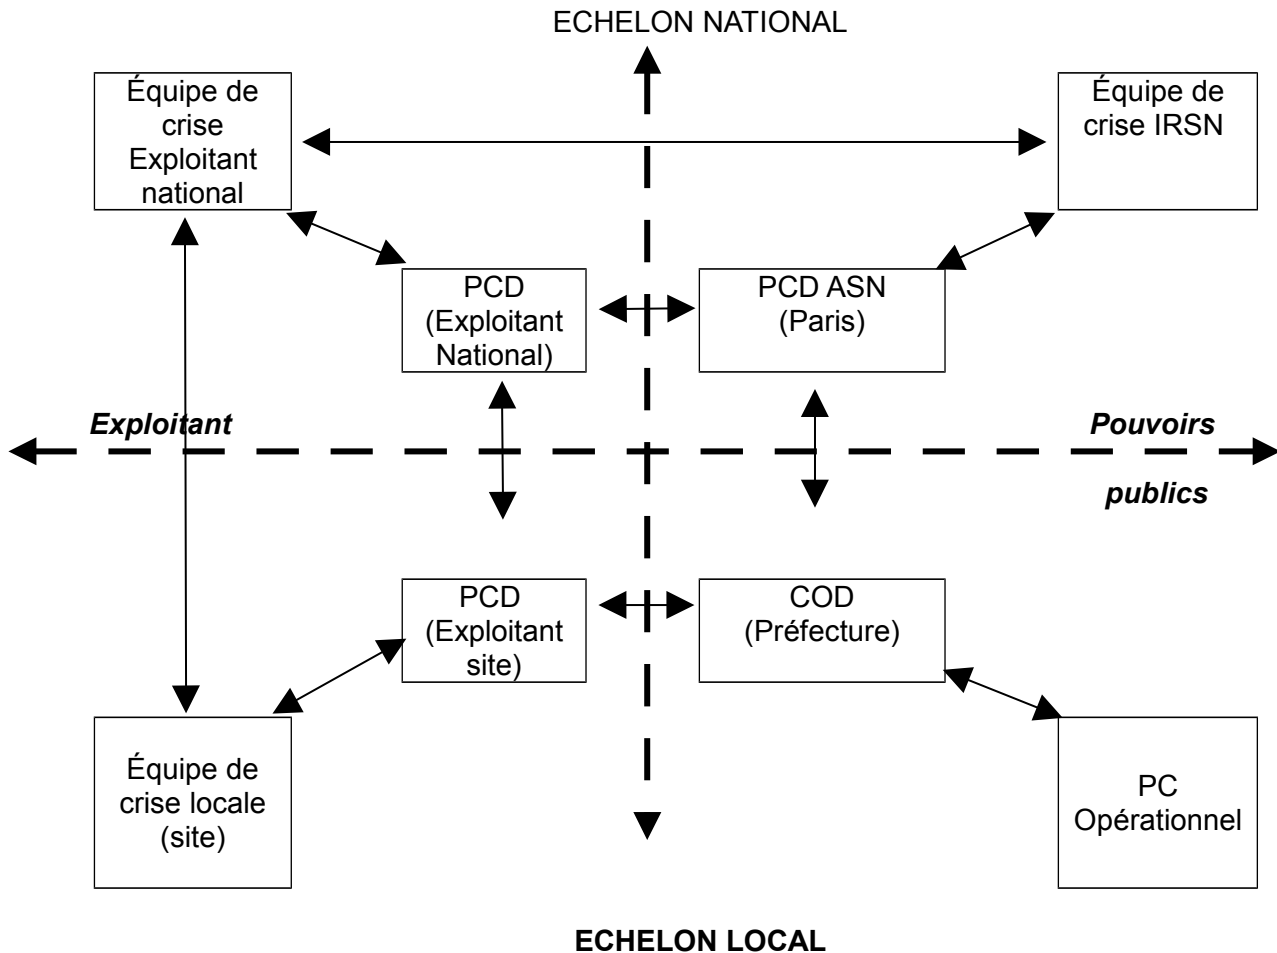 ECHELON NATIONAL
Équipe de
crise
Exploitant
national
Équipe de
crise IRSN
PCD
(Exploitant
National)
PCD ASN
(Paris)
Exploitant
Pouvoirs
publics
PCD
(Exploitant
site)
COD
(Préfecture)
Équipe de
crise locale
(site)
PC
Opérationnel
ECHELON LOCAL